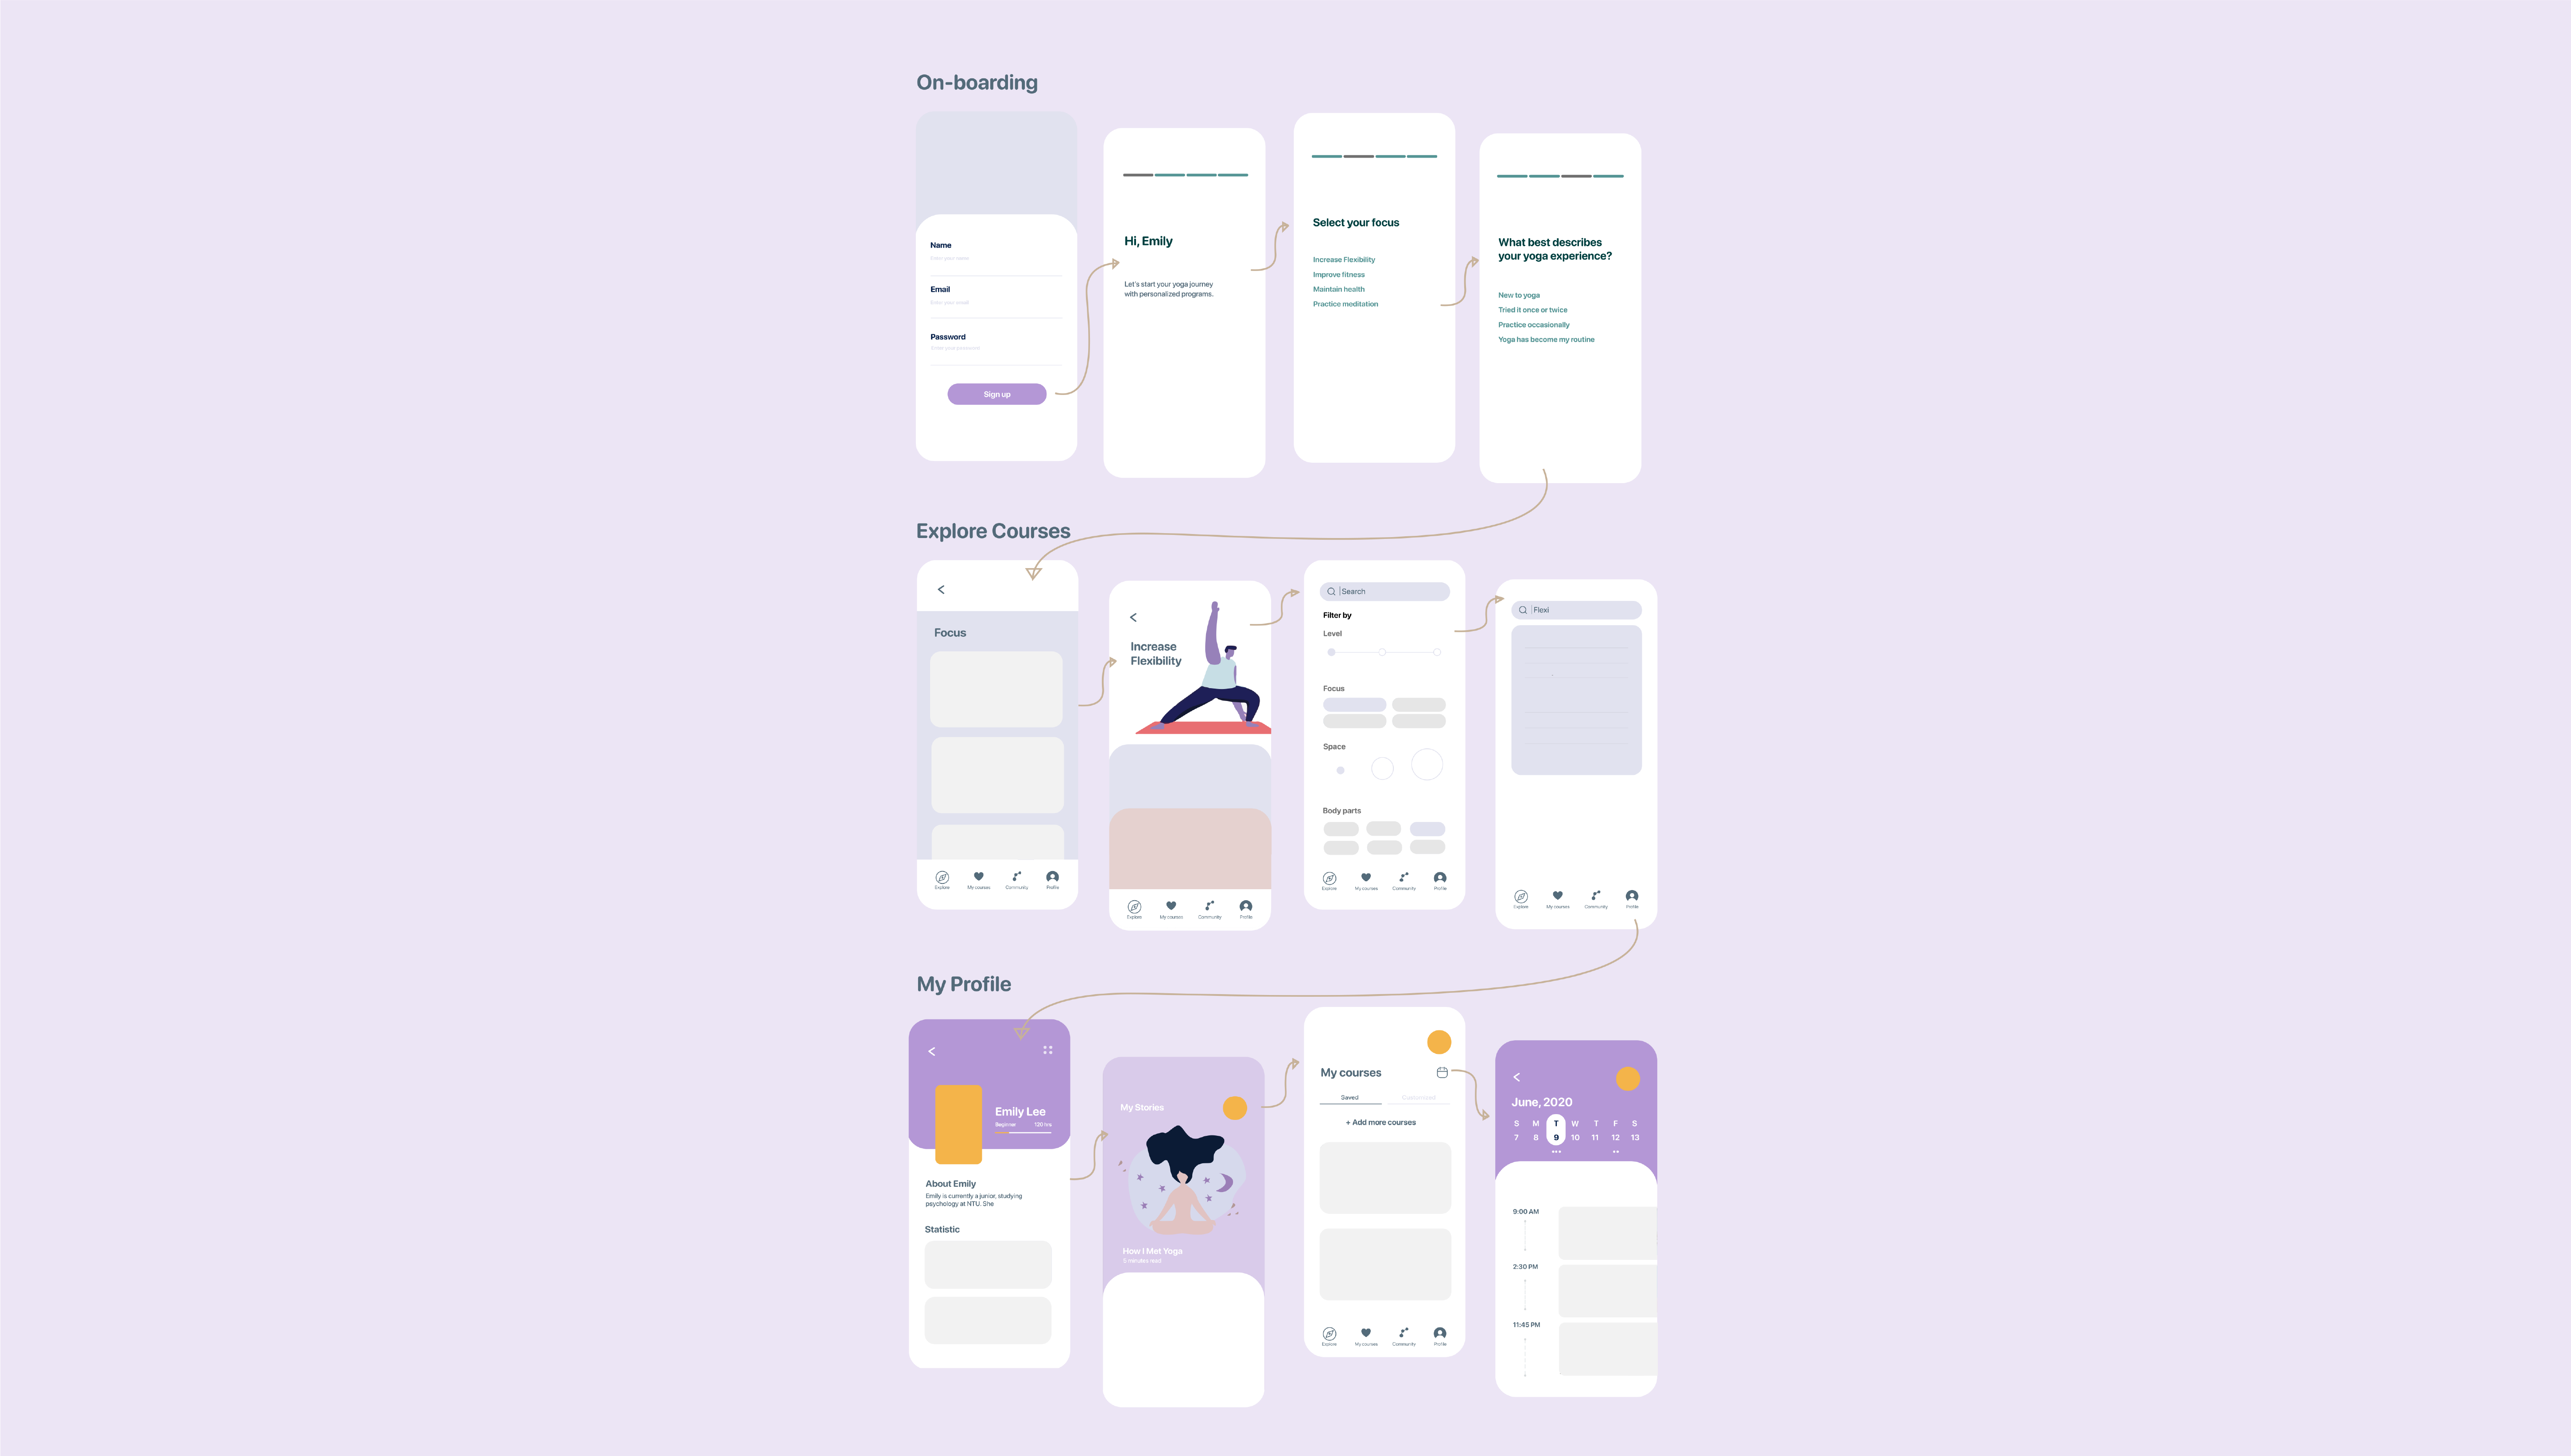 On-boarding
Name
Enter your name
Email
Enter your email
Password
Enter your password
Sign up
Hi, Emily
Let's start your yoga journey
with personalized programs.
Select your focus
Increase Flexibility
Improve fitness
Maintain health
Practice meditation
What best describes
your yoga experience?
New to yoga
Tried it once or twice
Practice occasionally
Yoga has become my routine
Explore Courses
Focus
Explore My courses Community Profile
Increase
Flexibility
Explore My courses Community Profile
Search
Filter by
Level
Focus
Space
Body parts
Explore My courses Community Profile
Flexi
Explore My courses Community Profile
My Profile
Emily Lee
Beginner 120 hrs
About Emily
Emily is currently a junior, studying
psychology at NTU. She
Statistic
My Stories
How I Met Yoga
minutes read
My courses
Saved Customized
+ Add more courses
Explore My courses Community Profile
June, 2020
S M T W T F S
7 8 9 10 11 12 13
9:00 AM
2:30 PM
11:45 PM